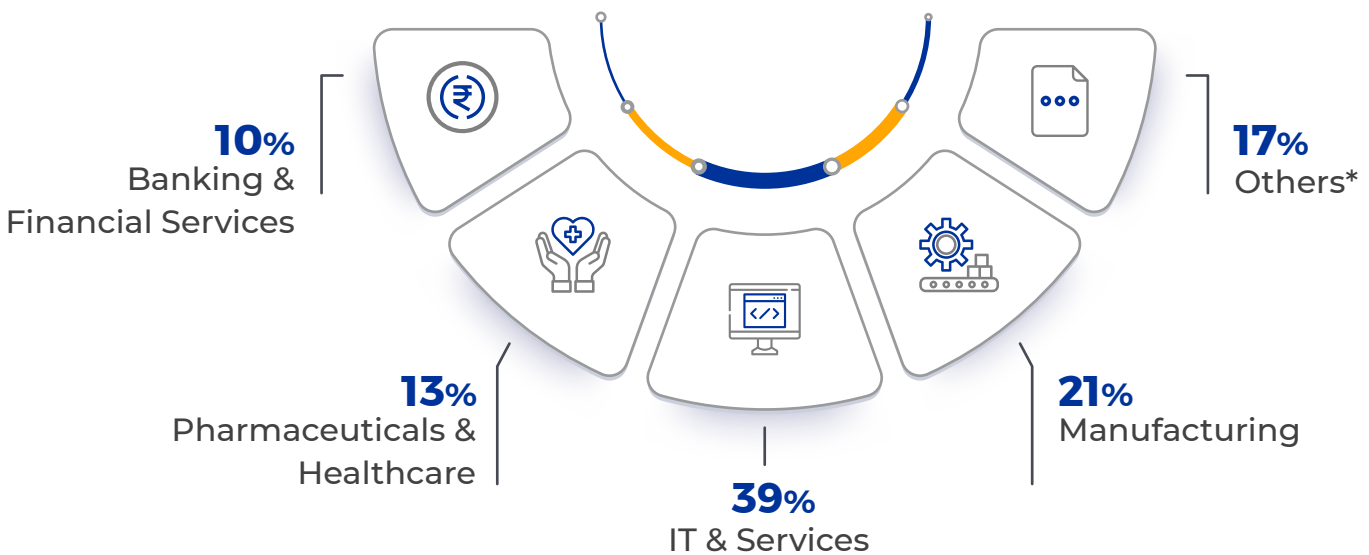 10%
Banking &
Financial Services
13%
Pharmaceuticals &
Healthcare
39%
IT & Services
21%
Manufacturing
17%
Others*